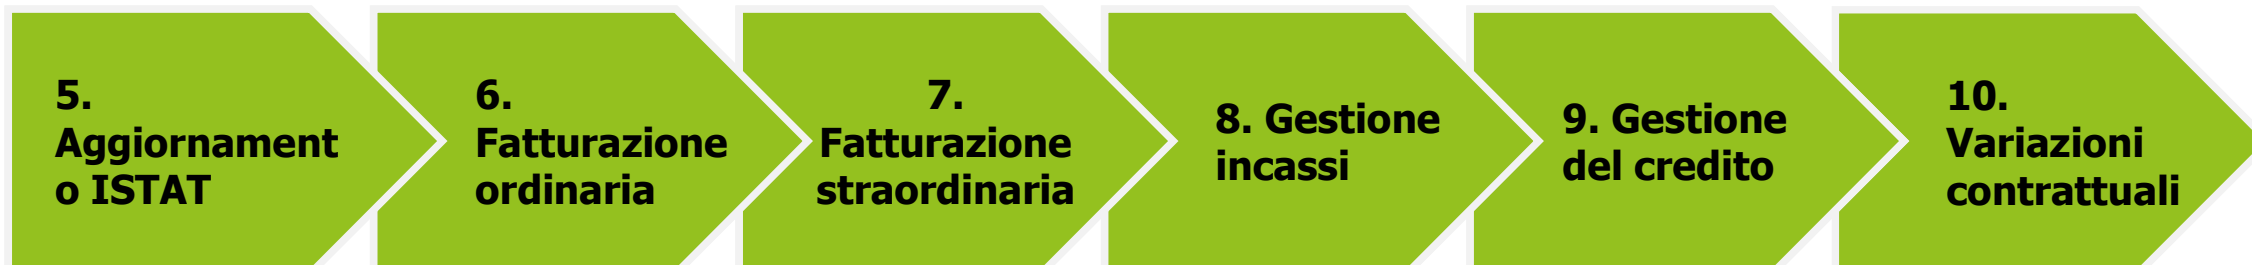 5.
Aggiornament
o ISTAT
6.
Fatturazione
ordinaria
7.
Fatturazione
straordinaria
8. Gestione
incassi
9. Gestione
del credito
10.
Variazioni
contrattuali